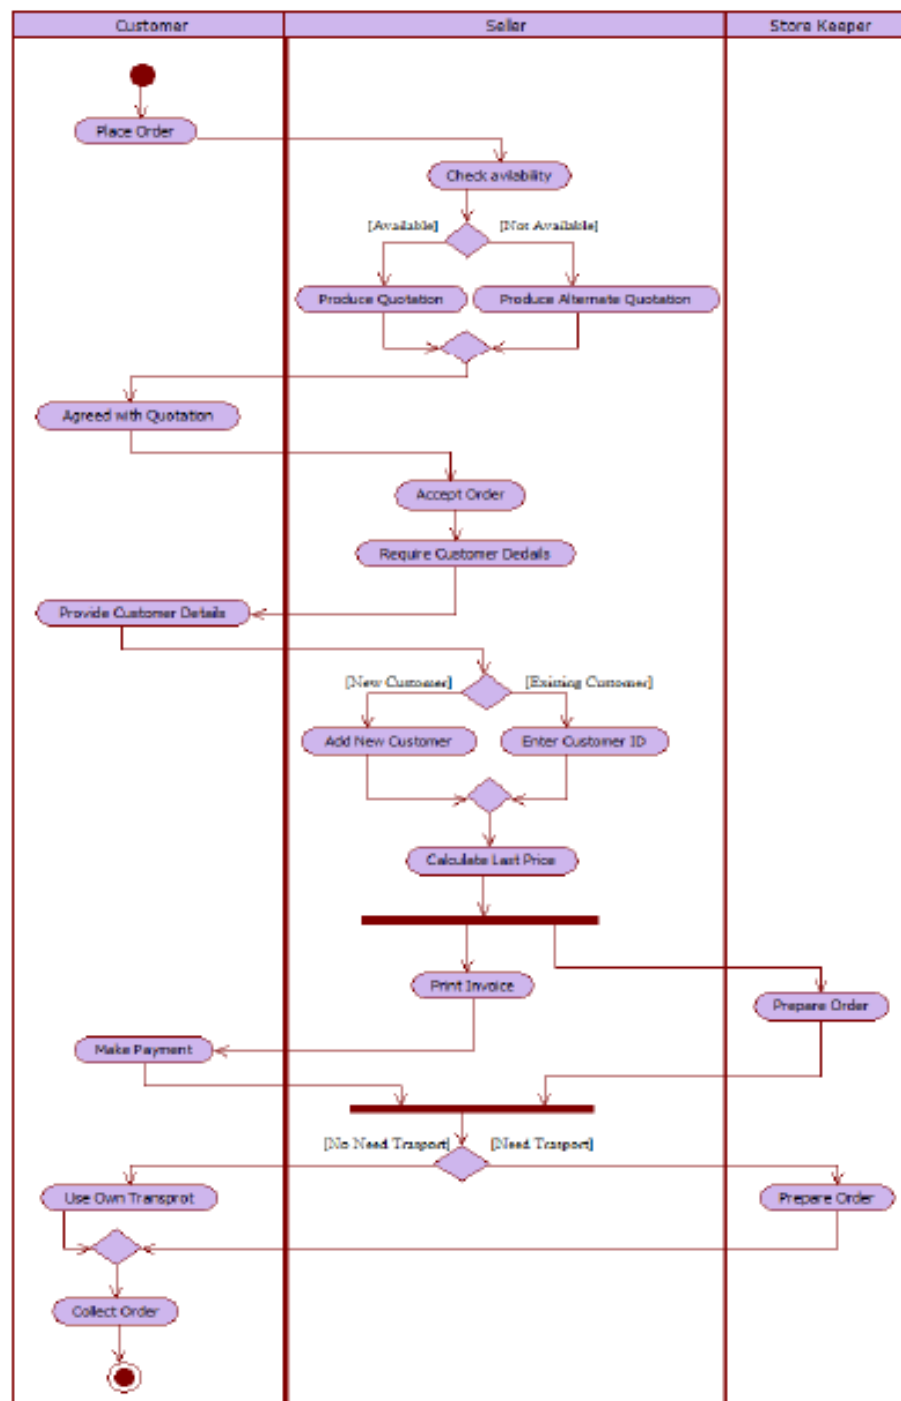 Customer
Seller
Store Keeper
Place Order
Check avilability
[Available]
[Not Available]
Produce Quotation
Produce Alternate Quotation
Agreed with Quotation
Accept Order
Require Customer Dedails
Provide Customer Details
[New Customer]
[Existing Customer]
Add New Customer
Enter Customer ID
Calculate Last Price
Print Invoice
Prepare Order
Make Payment
[No Need Trasport]
[Need Trasport]
Use Own Transprot
Prepare Order
Collect Order